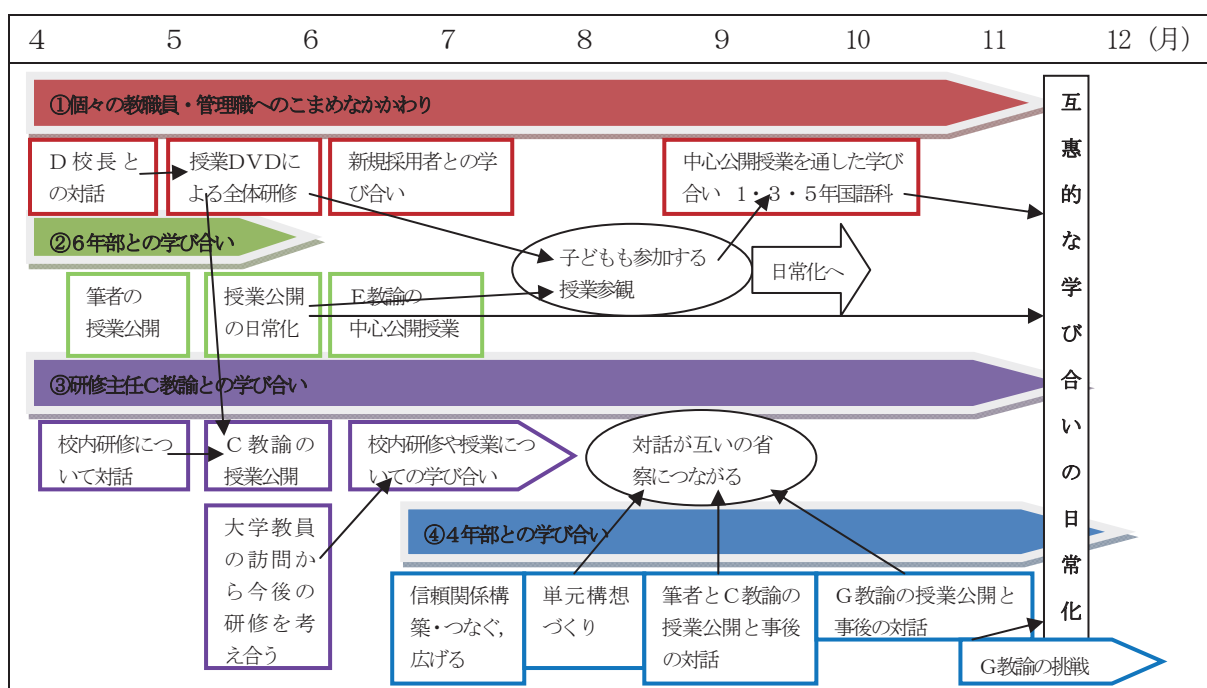 4 5 6 7 8 9 10 11 12 (月)
①個々の教職員・管理職へのこまめなかかわり
D校長と
の対話
授業DVDに
よる全体研修
新規採用者との学
び合い
中心公開授業を通した学び
合い 1・3・5年国語科
②6年部との学び合い
子どもも参加する
授業参観
日常化へ
筆者の
授業公開
授業公開
の日常化
E教諭の
中心公開授業
③研修主任C教諭との学び合い
校内研修につ
いて対話
C教諭の
授業公開
校内研修や授業につ
いての学び合い
対話が互いの省
察につながる
大学教員
の訪問か
ら今後の
研修を考
え合う
④4年部との学び合い
信頼関係構
築・つなぐ,
広げる
単元構想
づくり
筆者とC教諭の
授業公開と事後
の対話
G教諭の授業公開と
事後の対話
G教諭の挑戦
互恵的な学び合いの日常化